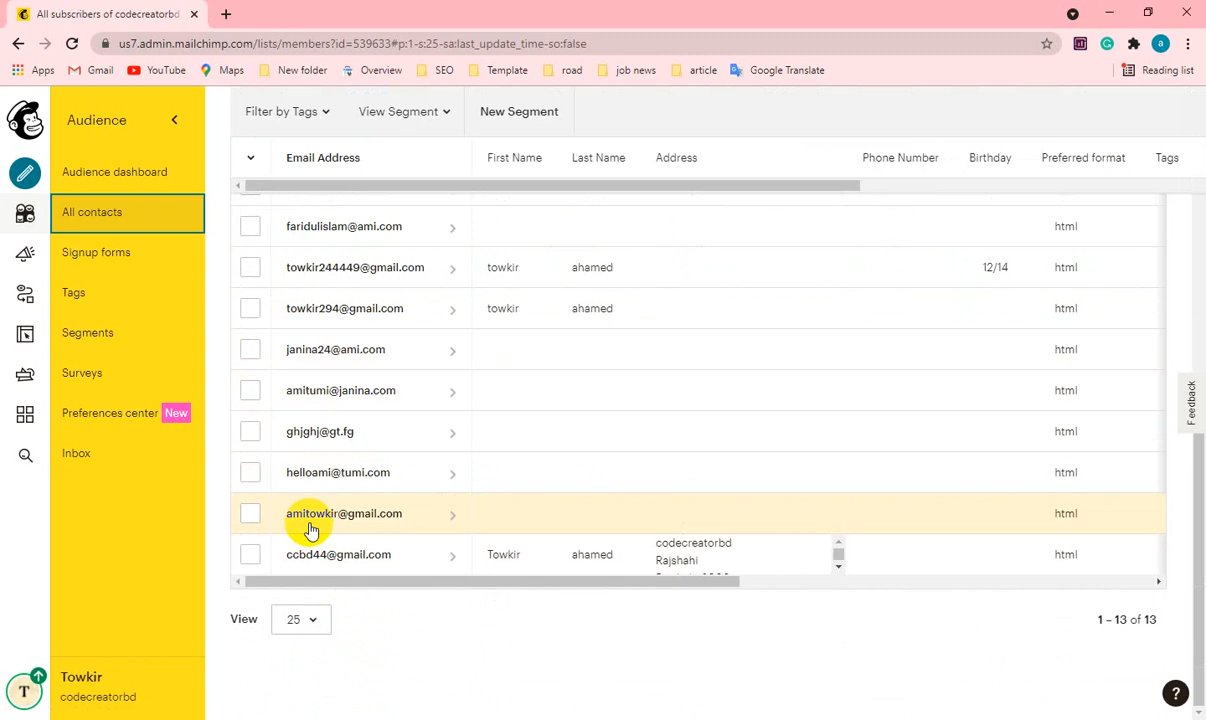 All subscribers of codecreatorbd
us7.admin.mailchimp.com/lists/members?id=539633#p:1-s:25-sa:last_update_time-so:false
Apps
Gmail
YouTube
Maps
New folder
Overview
SEO
Template
road
job news
article
Google Translate
Reading list
Audience
Audience dashboard
All contacts
Signup forms
Tags
Segments
Surveys
Preferences center New
Inbox
Towkir
codecreatorbd
T
Filter by Tags
View Segment
New Segment
Email Address First Name Last Name Address Phone Number Birthday Preferred format Tags
faridulislam@ami.com html
towkir244449@gmail.com towkir ahamed 12/14 html
towkir294@gmail.com towkir ahamed html
janina24@ami.com html
amitumi@janina.com html
ghjghj@gt.fg html
helloami@tumi.com html
amitowkir@gmail.com html
ccbd44@gmail.com Towkir ahamed codecreatorbd html
Rajshahi
View 25
1 – 13 of 13
Feedback
?